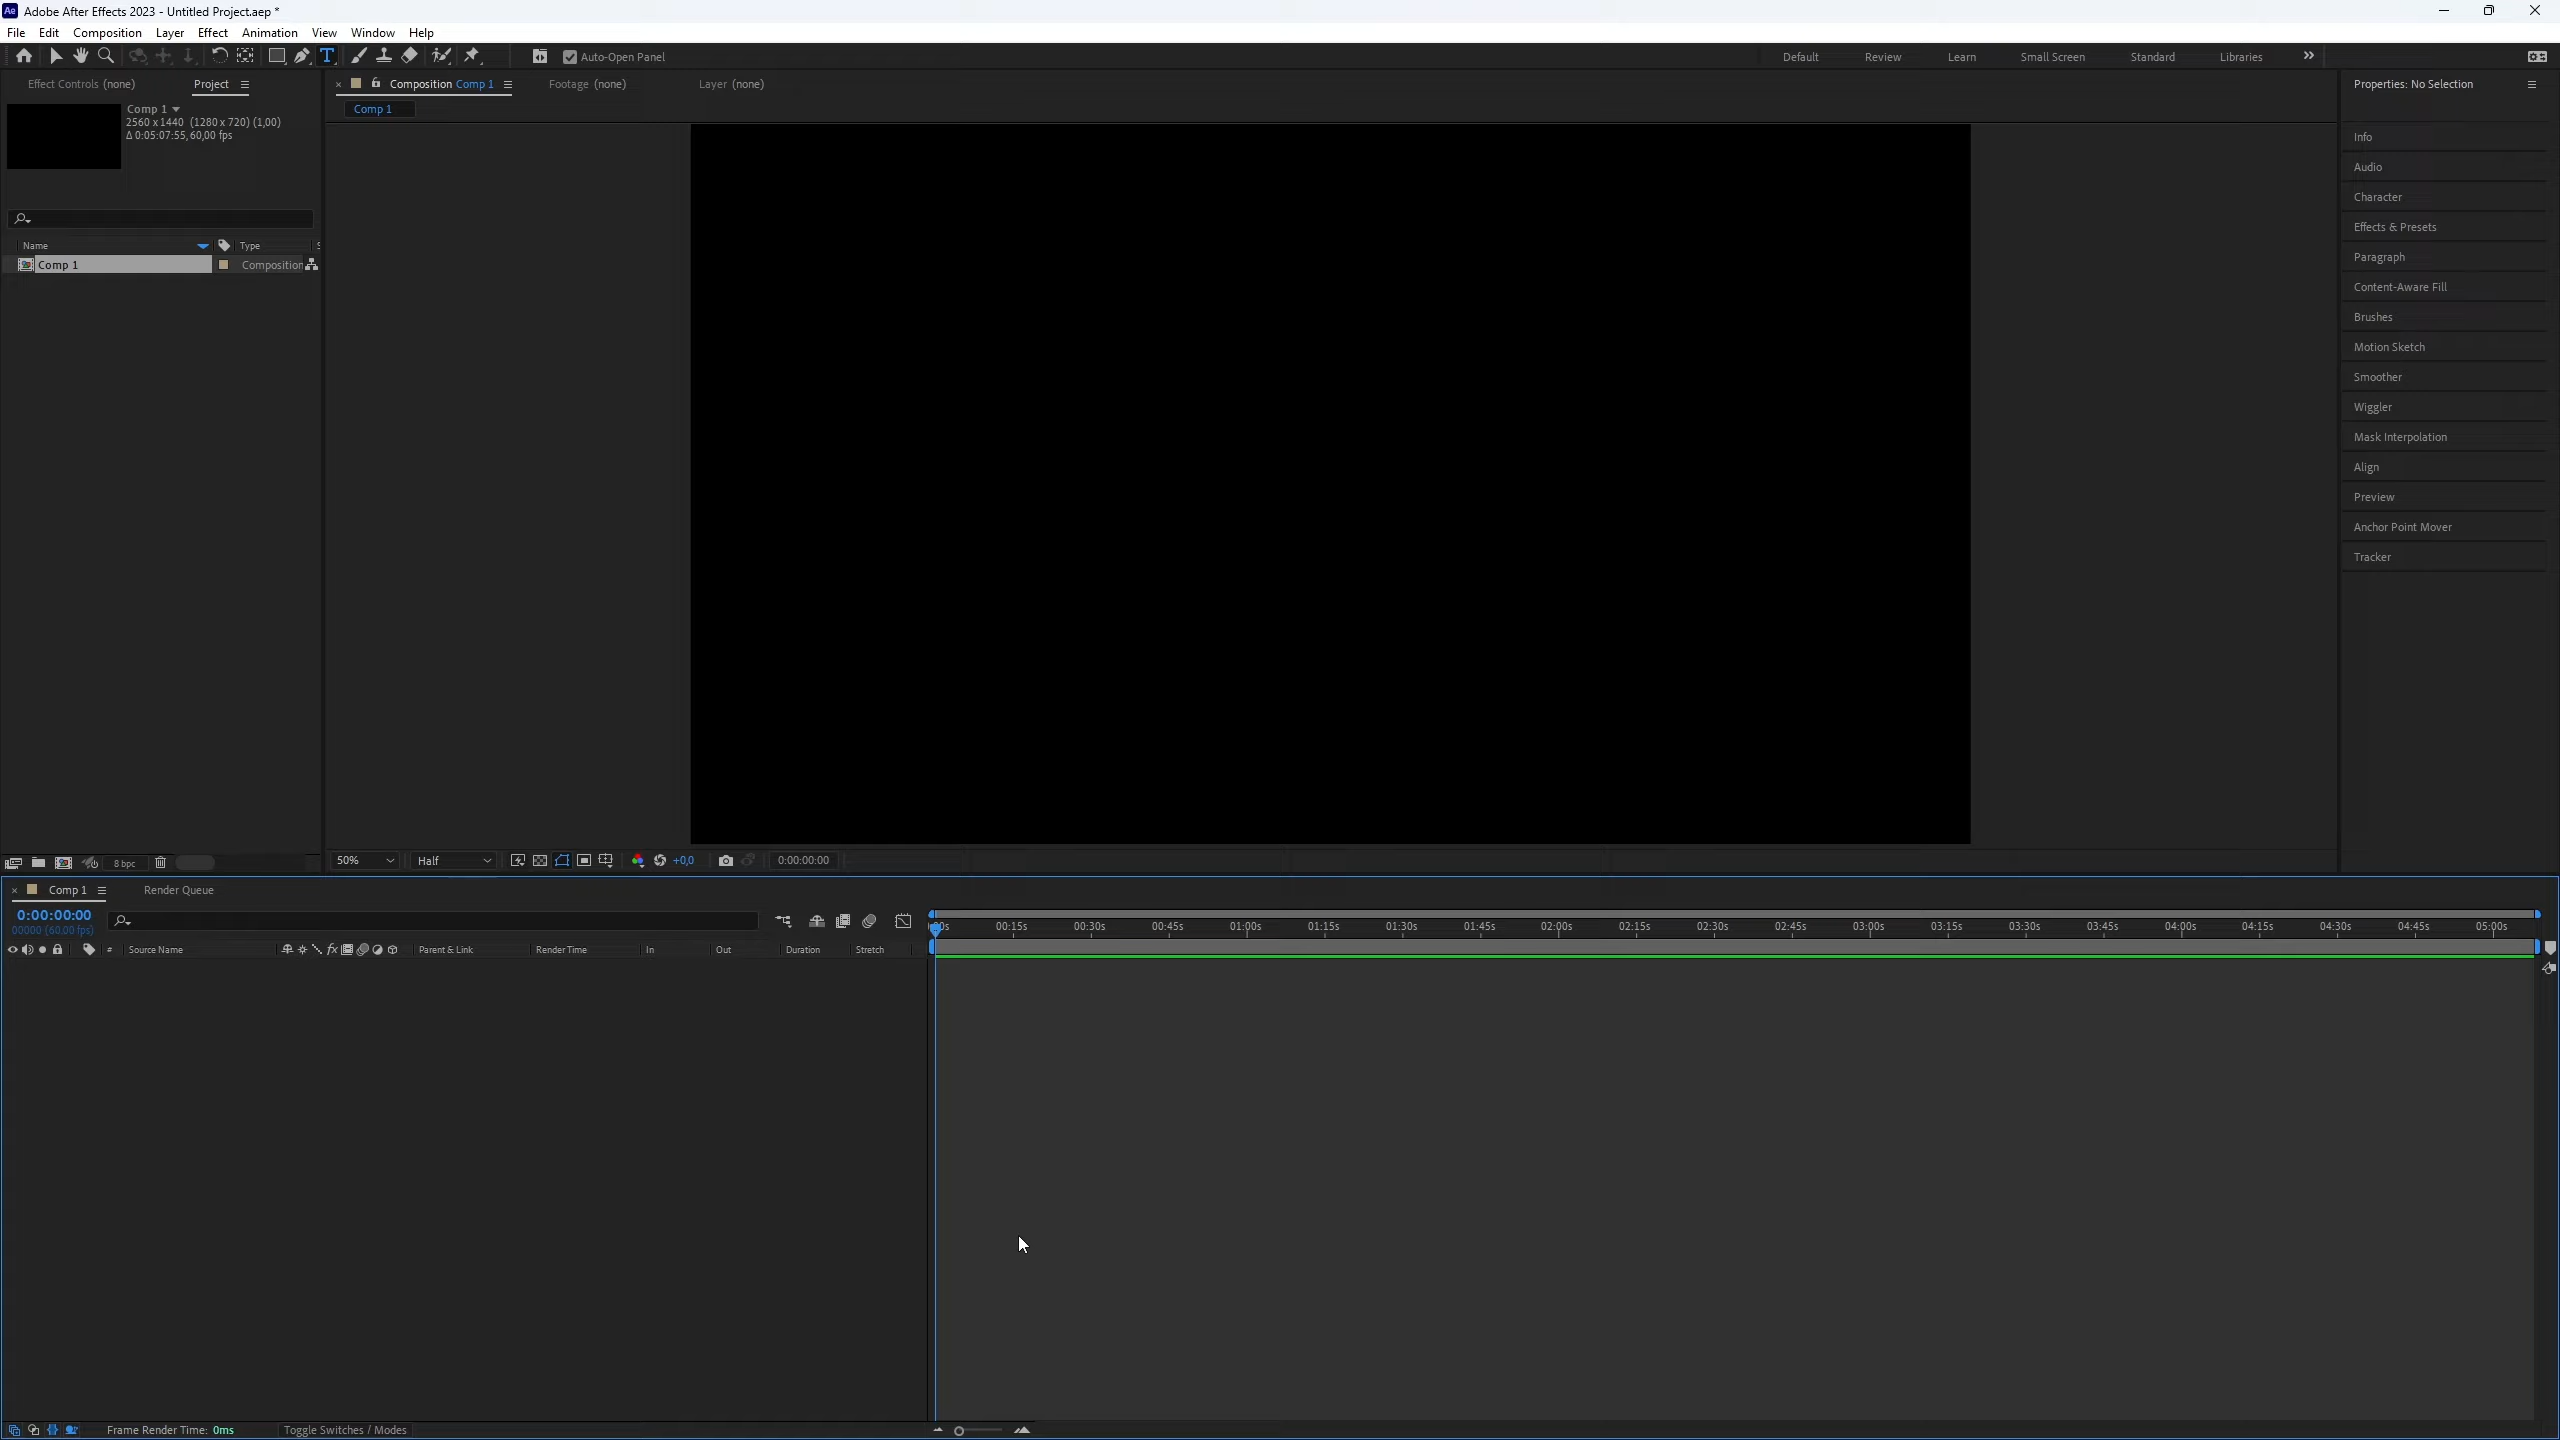 Adobe After Effects 2023 - Untitled Project.aep *
File Edit Composition Layer Effect Animation View Window Help
Auto-Open Panel
Default Review Learn Small Screen Standard Libraries
Effect Controls (none) Project
Composition Comp 1 Footage (none) Layer (none)
Properties: No Selection
Comp 1
2560 x 1440 (1280 x 720) (1,00)
Δ 0:05:07:55, 60,00 fps
Comp 1
Info
Audio
Character
Effects & Presets
Paragraph
Content-Aware Fill
Brushes
Motion Sketch
Smoother
Wiggler
Mask Interpolation
Align
Preview
Anchor Point Mover
Tracker
Name Type
Comp 1 Composition
8 bpc
50% Half +0,0 0:00:00:00
Comp 1 Render Queue
0:00:00:00
00000 (60.00 fps)
00:15s 00:30s 00:45s 01:00s 01:15s 01:30s 01:45s 02:00s 02:15s 02:30s 02:45s 03:00s 03:15s 03:30s 03:45s 04:00s 04:15s 04:30s 04:45s 05:00s
# Source Name fx Parent & Link Render Time In Out Duration Stretch
Frame Render Time: 0ms Toggle Switches / Modes